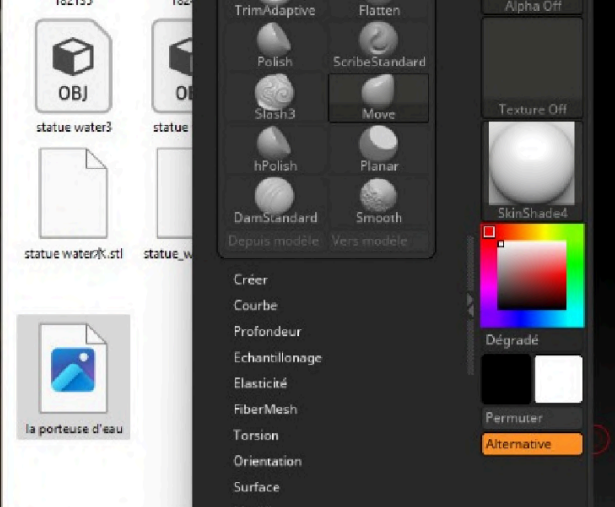 TrimAdaptive Flatten
Alpha Off
Polish ScribeStandard
OBJ
Slash3 Move
Texture Off
statue water3 statue
hPolish Planar
SkinShade4
DamStandard Smooth
Depuis modèle Vers modèle
statue water水.stl statue_w
Créer
Courbe
Profondeur
Echantillonage
Elasticité
FiberMesh
Torsion
Orientation
Surface
Dégradé
Permuter
Alternative
la porteuse d'eau